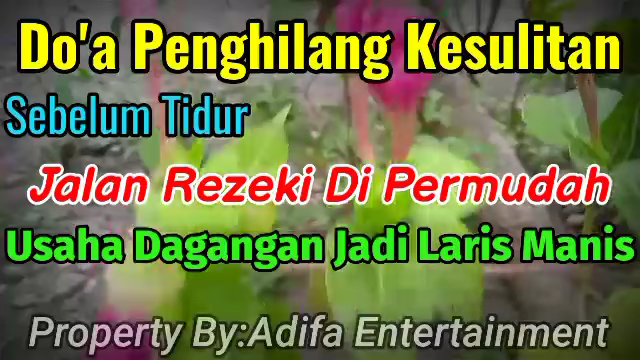 Do'a Penghilang Kesulitan
Sebelum Tidur
Jalan Rezeki Di Permudah
Usaha Dagangan Jadi Laris Manis
Property By:Adifa Entertainment